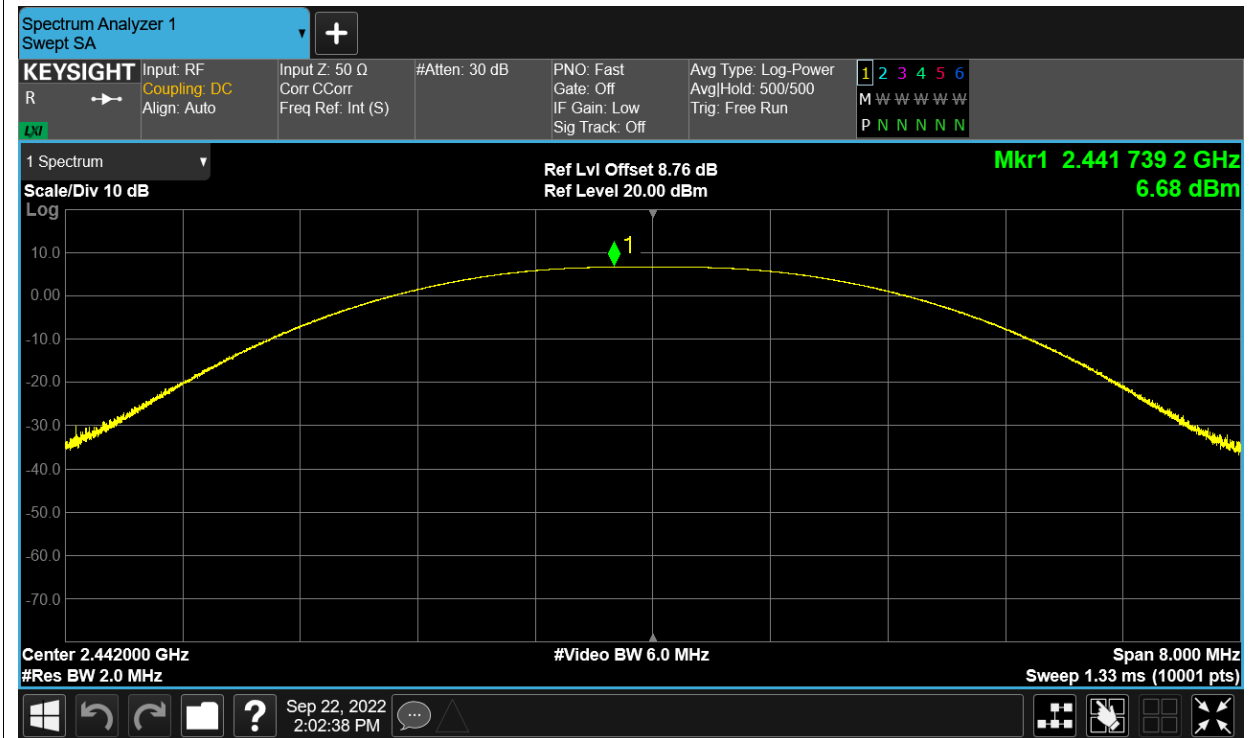 Spectrum Analyzer 1
Swept SA
KEYSIGHT
R
LXI
Input: RF
Coupling: DC
Align: Auto
Input Z: 50 Ω
Corr CCorr
Freq Ref: Int (S)
#Atten: 30 dB
PNO: Fast
Gate: Off
IF Gain: Low
Sig Track: Off
Avg Type: Log-Power
Avg|Hold: 500/500
Trig: Free Run
1 2 3 4 5 6
M W W W W W
P N N N N N
1 Spectrum
Scale/Div 10 dB
Log
Ref Lvl Offset 8.76 dB
Ref Level 20.00 dBm
Mkr1 2.441 739 2 GHz
6.68 dBm
1
10.0
0.00
-10.0
-20.0
-30.0
-40.0
-50.0
-60.0
-70.0
Center 2.442000 GHz
#Res BW 2.0 MHz
#Video BW 6.0 MHz
Span 8.000 MHz
Sweep 1.33 ms (10001 pts)
?
Sep 22, 2022
2:02:38 PM